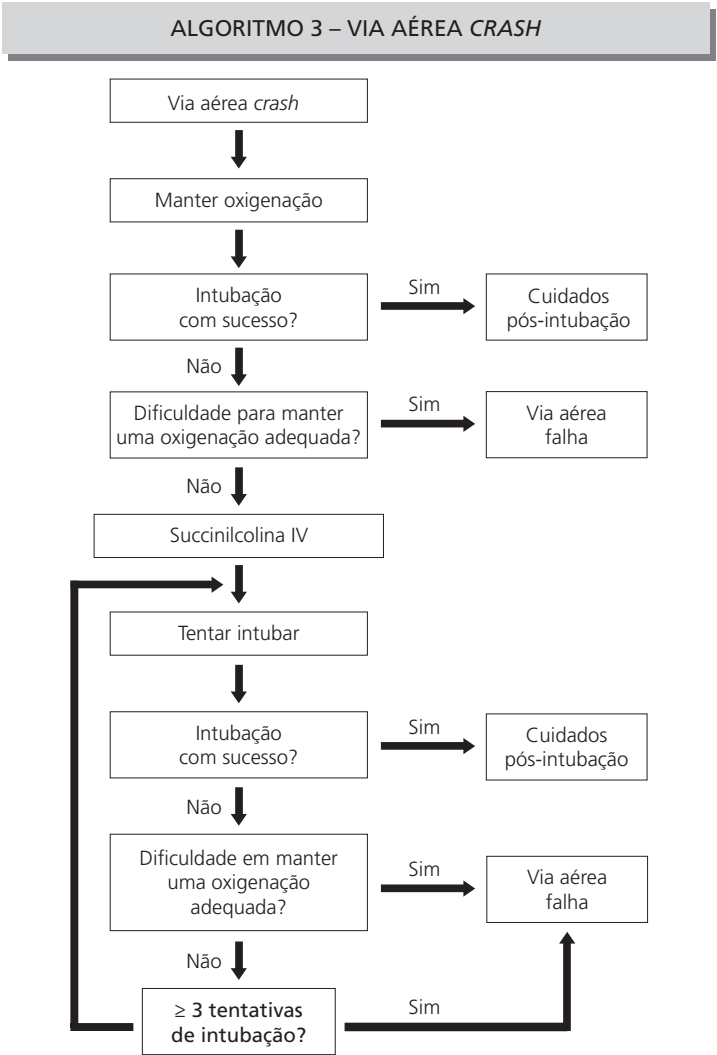 ALGORITMO 3 – VIA AÉREA CRASH
Via aérea crash
Manter oxigenação
Intubação
com sucesso?
Sim
Cuidados
pós-intubação
Não
Dificuldade para manter
uma oxigenação adequada?
Sim
Via aérea
falha
Não
Succinilcolina IV
Tentar intubar
Intubação
com sucesso?
Sim
Cuidados
pós-intubação
Não
Dificuldade em manter
uma oxigenação
adequada?
Sim
Via aérea
falha
Não
≥ 3 tentativas
de intubação?
Sim